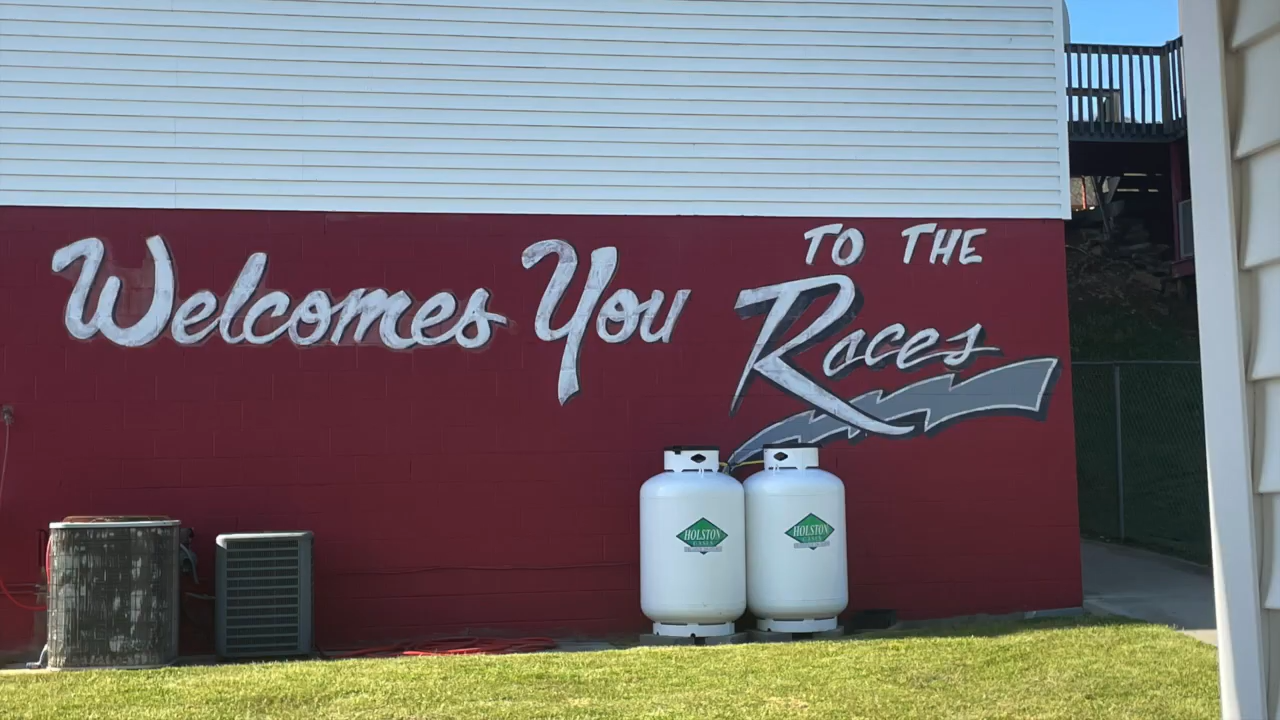 Welcomes You TO THE
Races
HOLSTON
GASES
HOLSTON
GASES